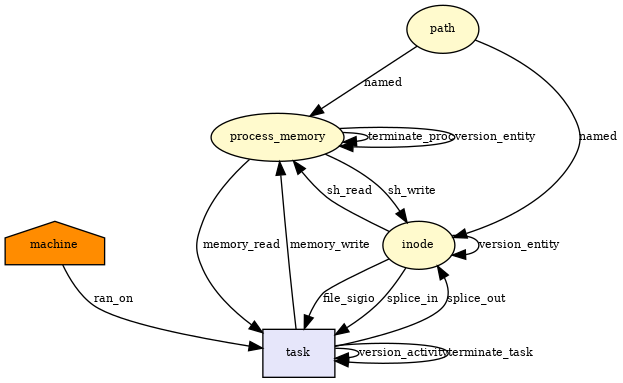 path
named
process_memory
terminate_proc
version_entity
named
sh_read
sh_write
machine
memory_read
memory_write
inode
version_entity
ran_on
file_sigio
splice_in
splice_out
task
version_activity
terminate_task